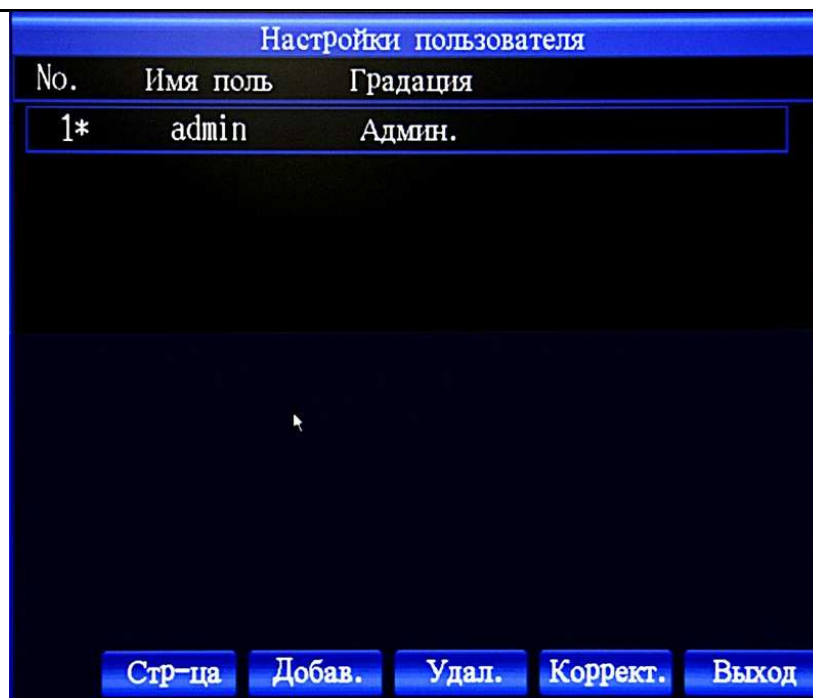 Настройки пользователя
No. Имя поль Градация
1* admin Админ.
Стр-ца Добав. Удал. Коррект. Выход